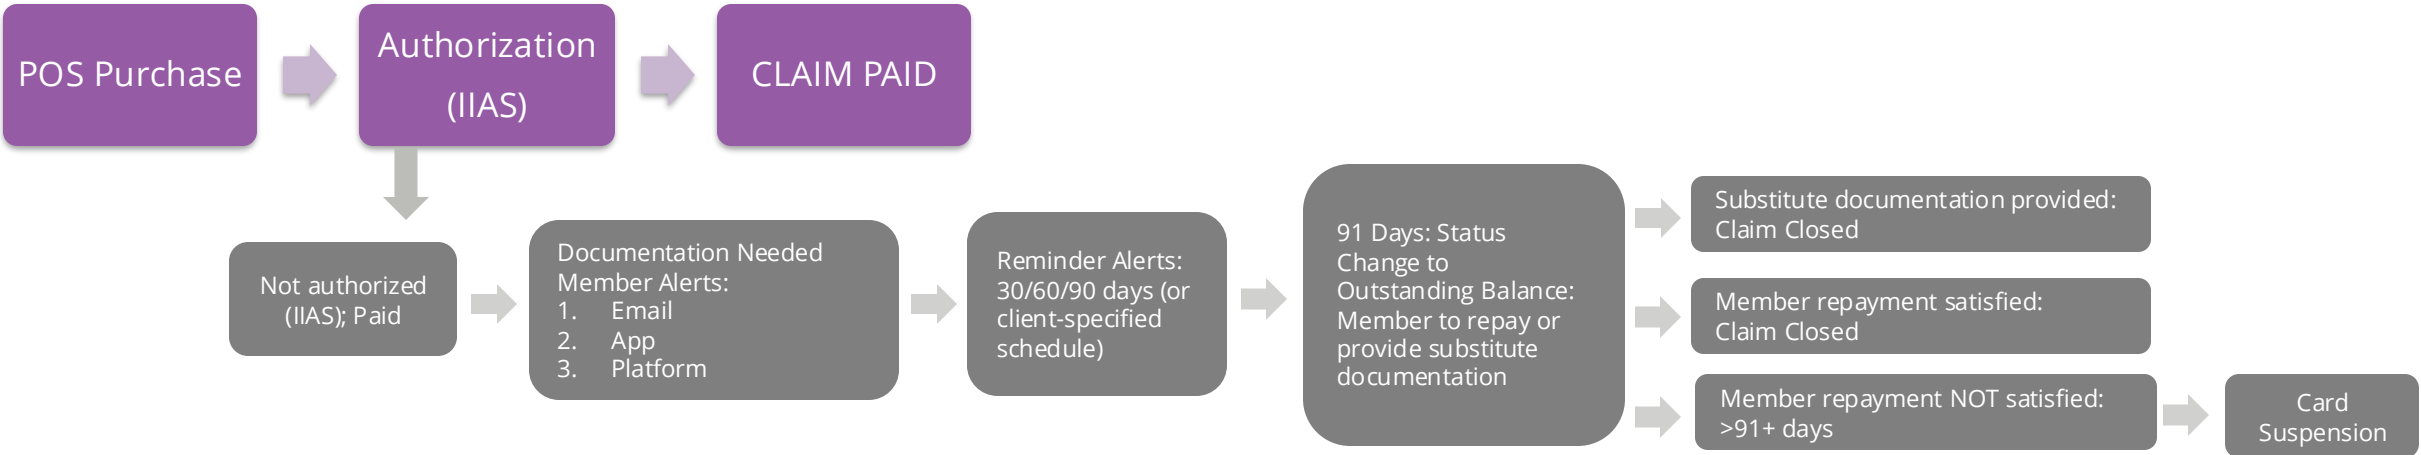 POS Purchase
Authorization
(IIAS)
CLAIM PAID
Not authorized
(IIAS); Paid
Documentation Needed
Member Alerts:
1. Email
2. App
3. Platform
Reminder Alerts:
30/60/90 days (or
client-specified
schedule)
91 Days: Status
Change to
Outstanding Balance:
Member to repay or
provide substitute
documentation
Substitute documentation provided:
Claim Closed
Member repayment satisfied:
Claim Closed
Member repayment NOT satisfied:
>91+ days
Card
Suspension